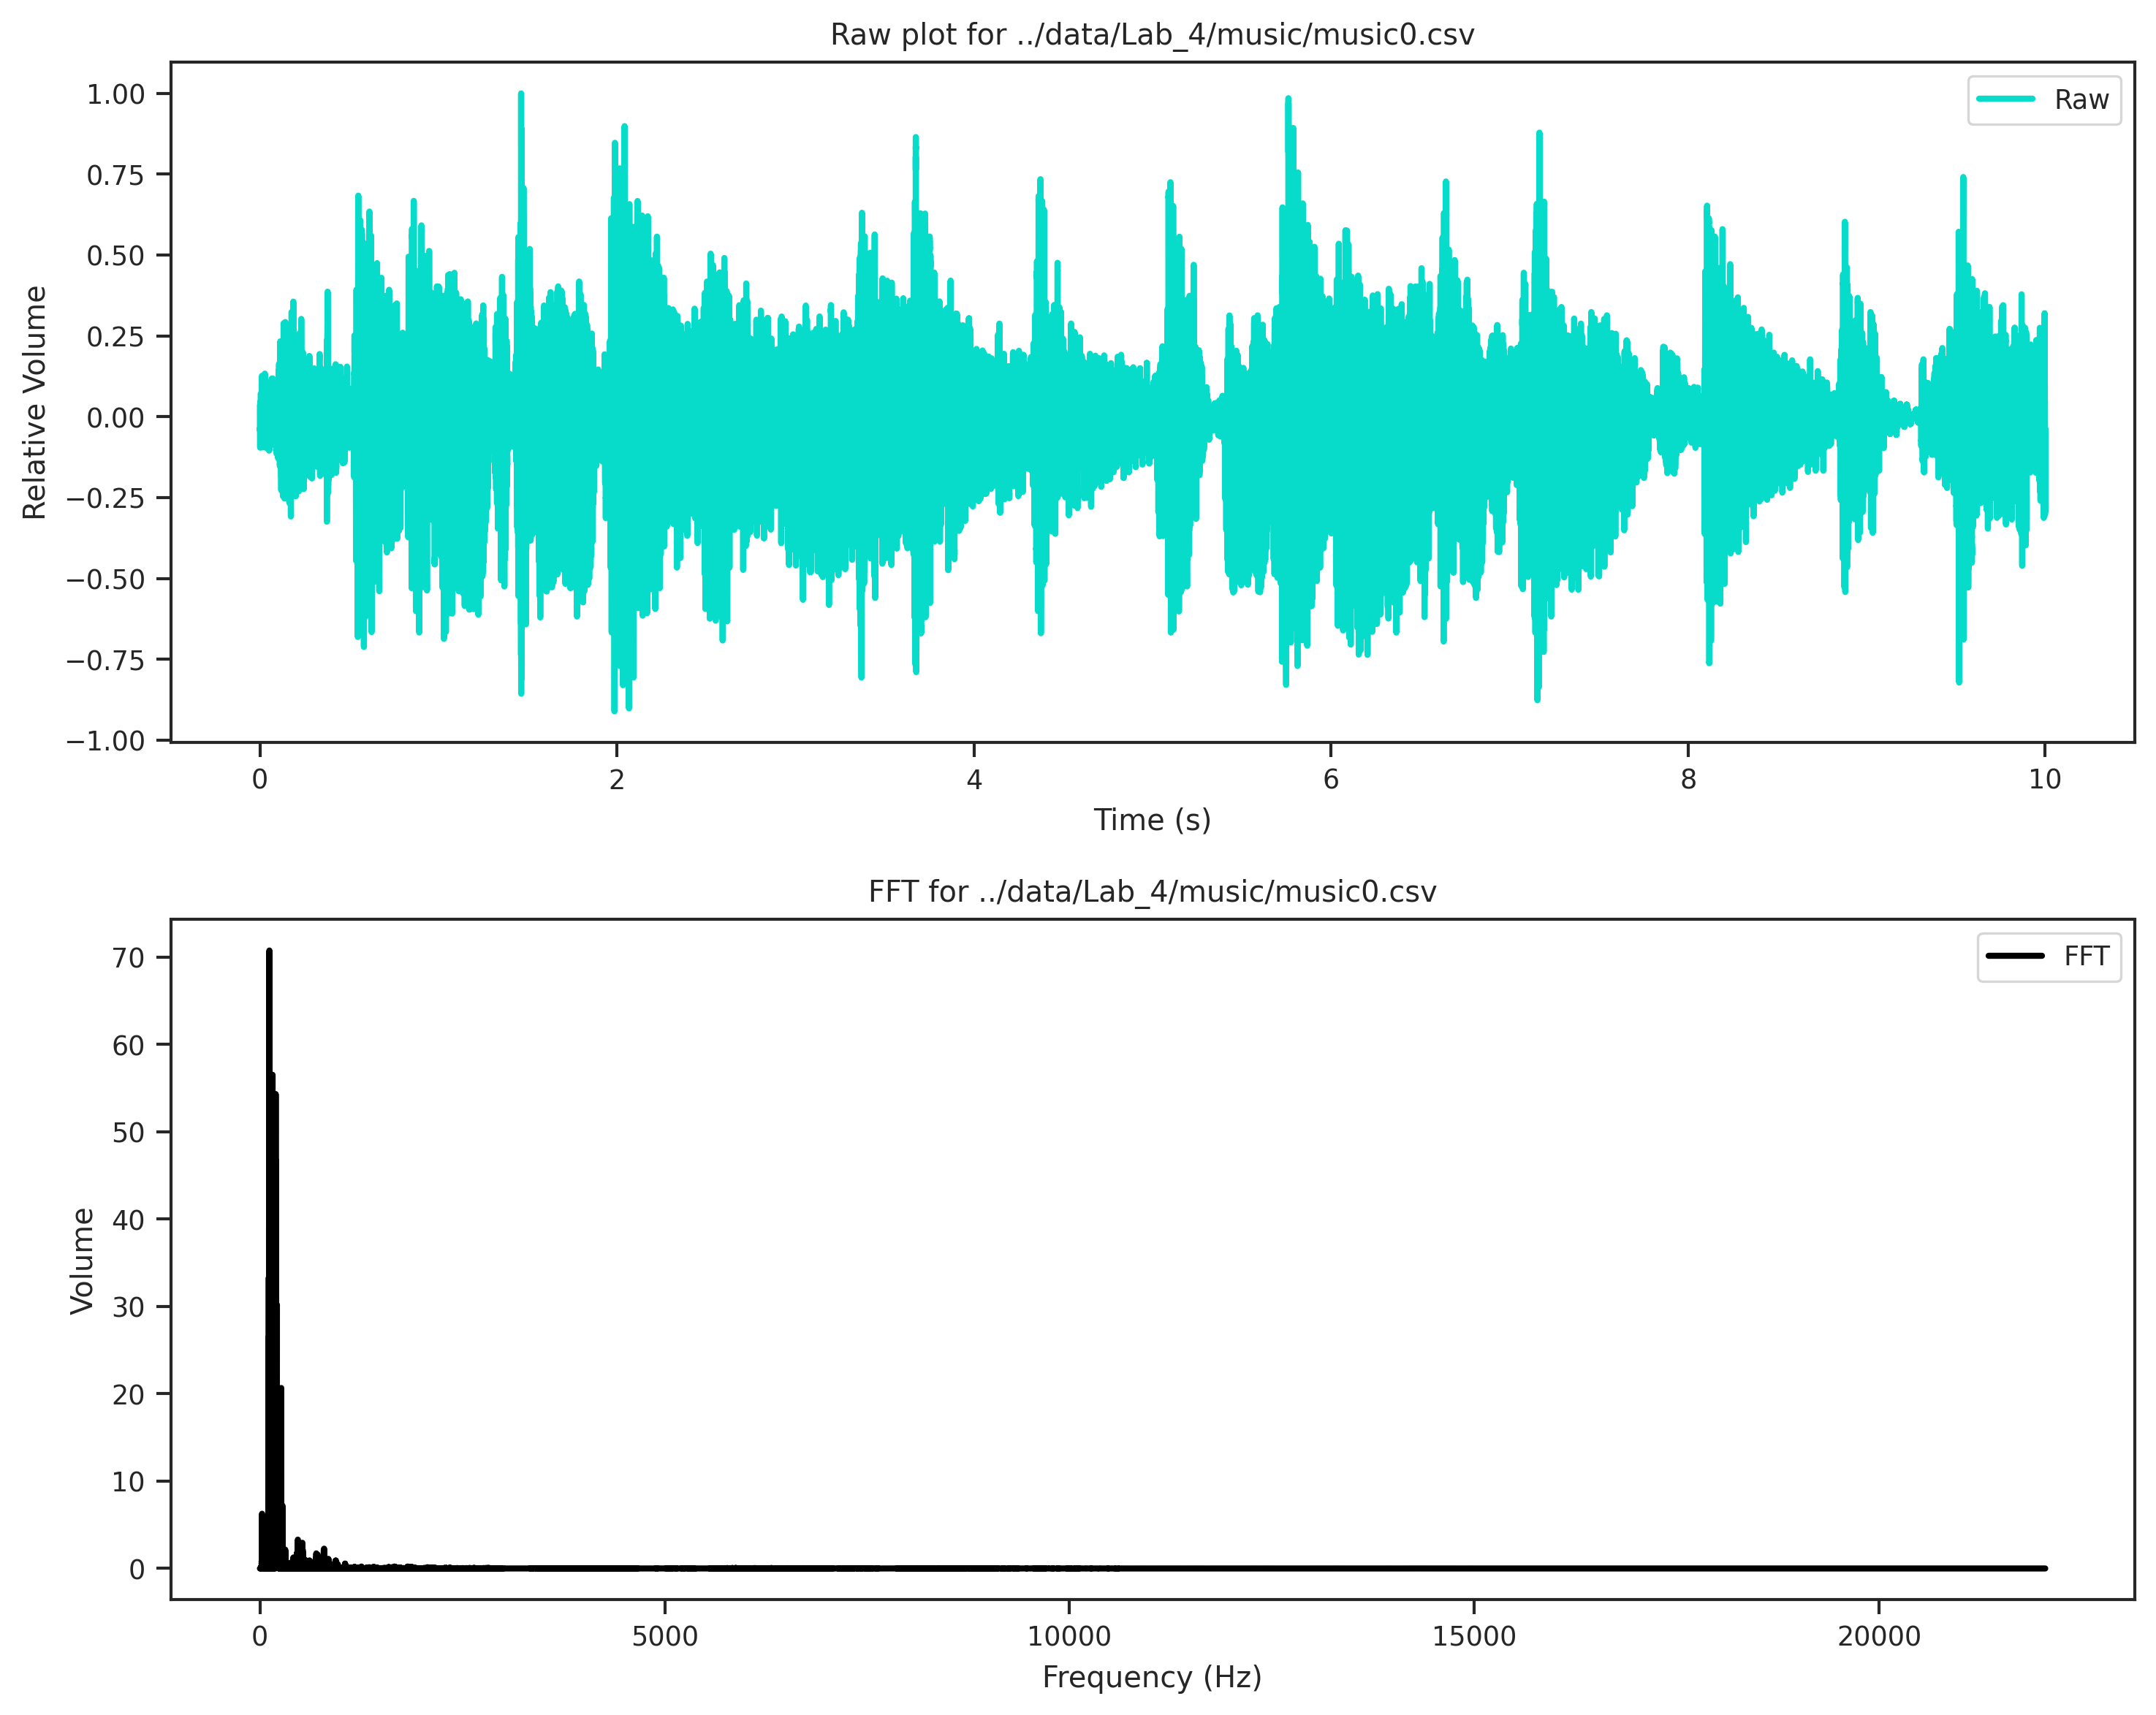 Raw plot for ../data/Lab_4/music/music0.csv
Raw
1.00
0.75
0.50
0.25
0.00
−0.25
−0.50
−0.75
−1.00
Relative Volume
0 2 4 6 8 10
Time (s)
FFT for ../data/Lab_4/music/music0.csv
FFT
70
60
50
40
30
20
10
0
Volume
0 5000 10000 15000 20000
Frequency (Hz)